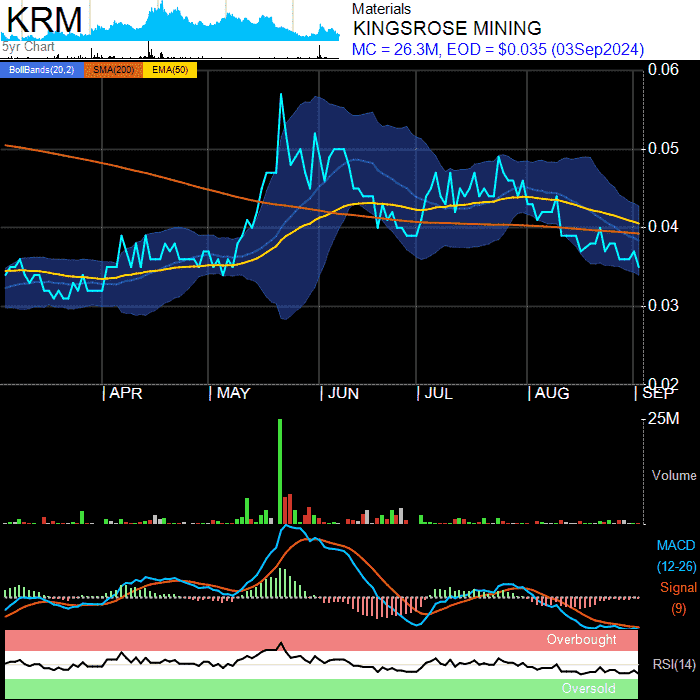 KRM
5yr Chart
Materials
KINGSROSE MINING
MC = 26.3M, EOD = $0.035 (03Sep2024)
BollBands(20,2) SMA(200) EMA(50)
0.06
0.05
0.04
0.03
0.02
APR MAY JUN JUL AUG SEP
25M
Volume
MACD
(12-26)
Signal
(9)
Overbought
RSI(14)
Oversold